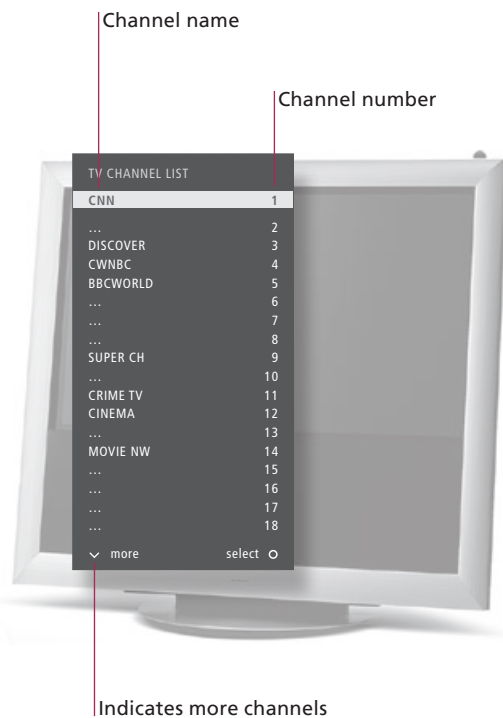 Channel name
Channel number
TV CHANNEL LIST
CNN 1
... 2
DISCOVER 3
CWNBC 4
BBCWORLD 5
... 6
... 7
... 8
SUPER CH 9
... 10
CRIME TV 11
CINEMA 12
... 13
MOVIE NW 14
... 15
... 16
... 17
... 18
more select
Indicates more channels